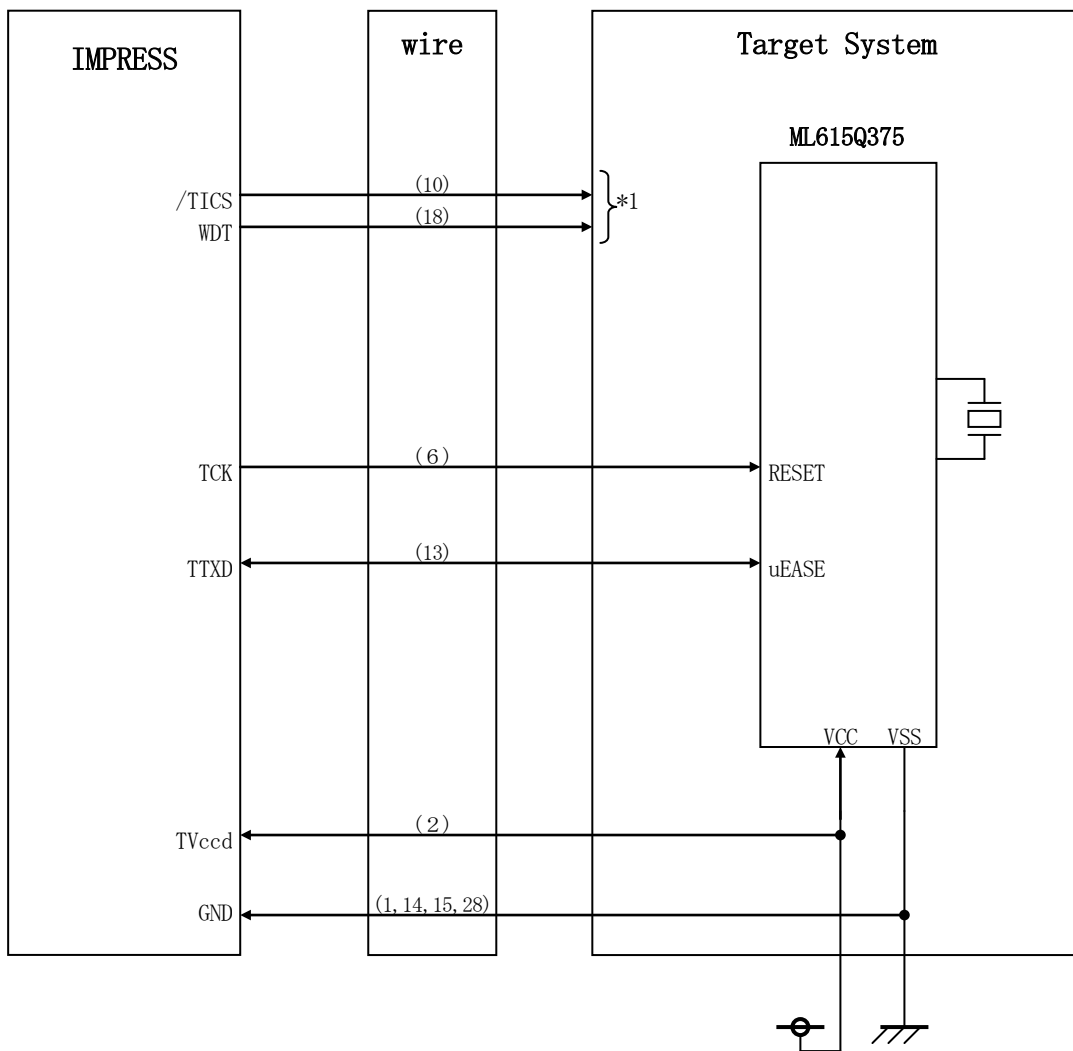 IMPRESS
wire
Target System
ML615Q375
/TICS
(10)
*1
WDT
(18)
TCK
(6)
RESET
TTXD
(13)
uEASE
VCC
VSS
TVccd
(2)
GND
(1,14,15,28)